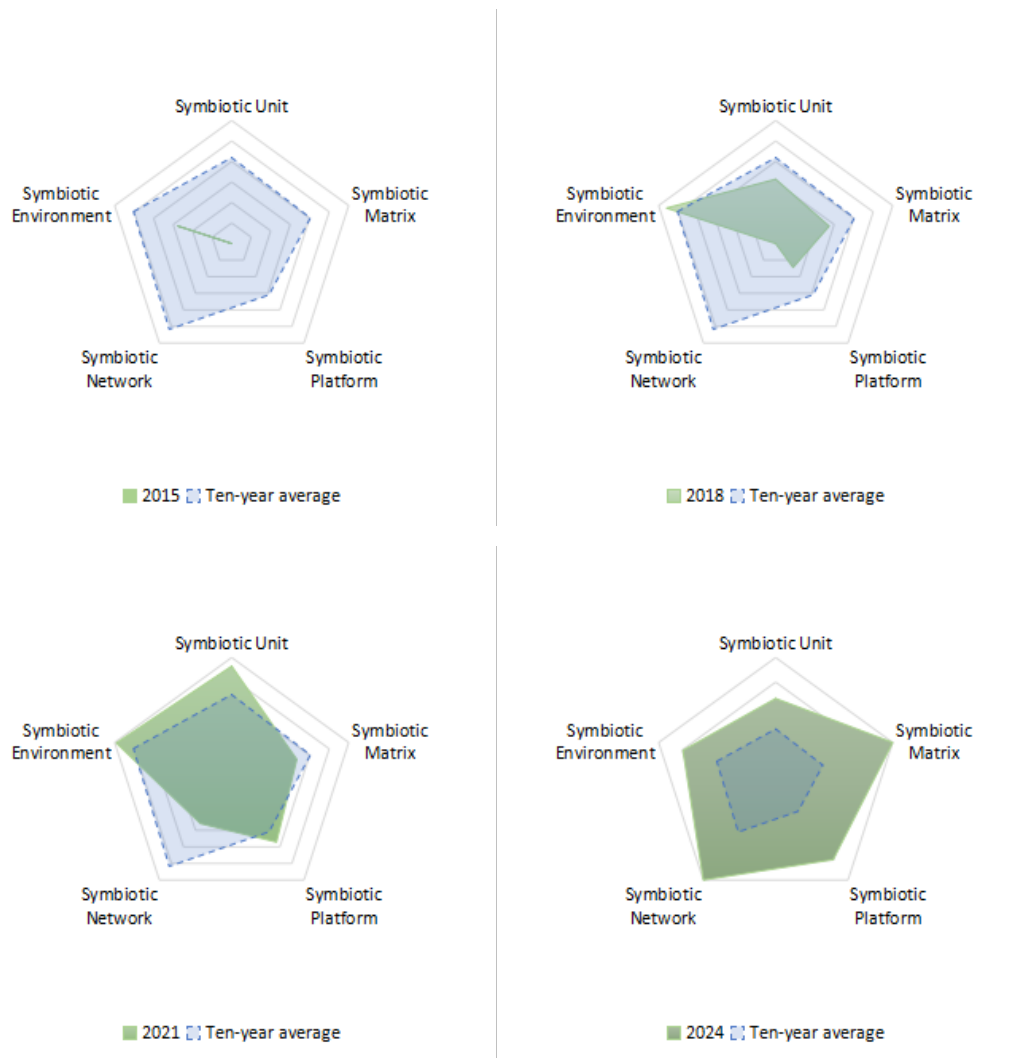 Symbiotic Unit
Symbiotic
Environment
Symbiotic
Matrix
Symbiotic
Network
Symbiotic
Platform
2015 Ten-year average
Symbiotic Unit
Symbiotic
Environment
Symbiotic
Matrix
Symbiotic
Network
Symbiotic
Platform
2018 Ten-year average
Symbiotic Unit
Symbiotic
Environment
Symbiotic
Matrix
Symbiotic
Network
Symbiotic
Platform
2021 Ten-year average
Symbiotic Unit
Symbiotic
Environment
Symbiotic
Matrix
Symbiotic
Network
Symbiotic
Platform
2024 Ten-year average